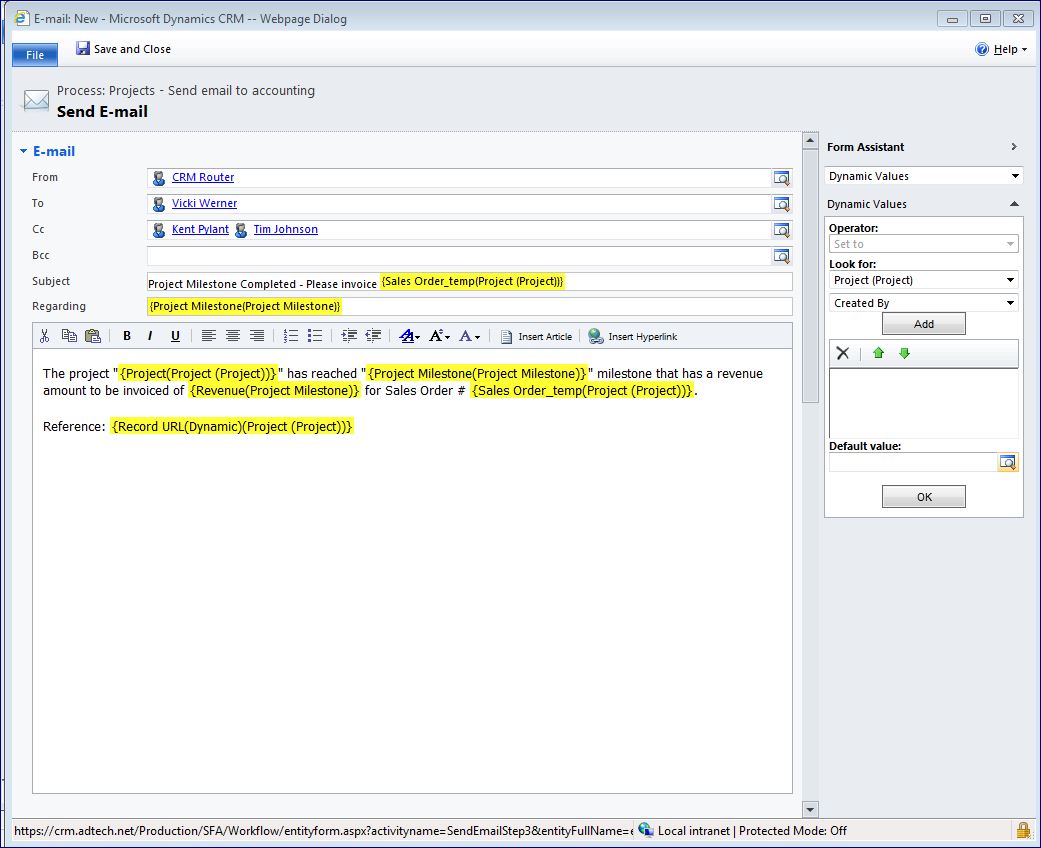 E-mail: New - Microsoft Dynamics CRM -- Webpage Dialog
File Save and Close Help
Process: Projects - Send email to accounting
Send E-mail
E-mail
From CRM Router
To Vicki Werner
Cc Kent Pylant Tim Johnson
Bcc
Subject Project Milestone Completed - Please invoice {Sales Order_temp(Project (Project))}
Regarding {Project Milestone(Project Milestone)}
B I U A A A Insert Article Insert Hyperlink
The project "{Project(Project (Project))}" has reached "{Project Milestone(Project Milestone)}" milestone that has a revenue
amount to be invoiced of {Revenue(Project Milestone)} for Sales Order # {Sales Order_temp(Project (Project))}.
Reference: {Record URL(Dynamic)(Project (Project))}
Form Assistant
Dynamic Values
Dynamic Values
Operator:
Set to
Look for:
Project (Project)
Created By
Add
Default value:
OK
https://crm.adtech.net/Production/SFA/Workflow/entityform.aspx?activityname=SendEmailStep3&entityFullName=e Local intranet | Protected Mode: Off